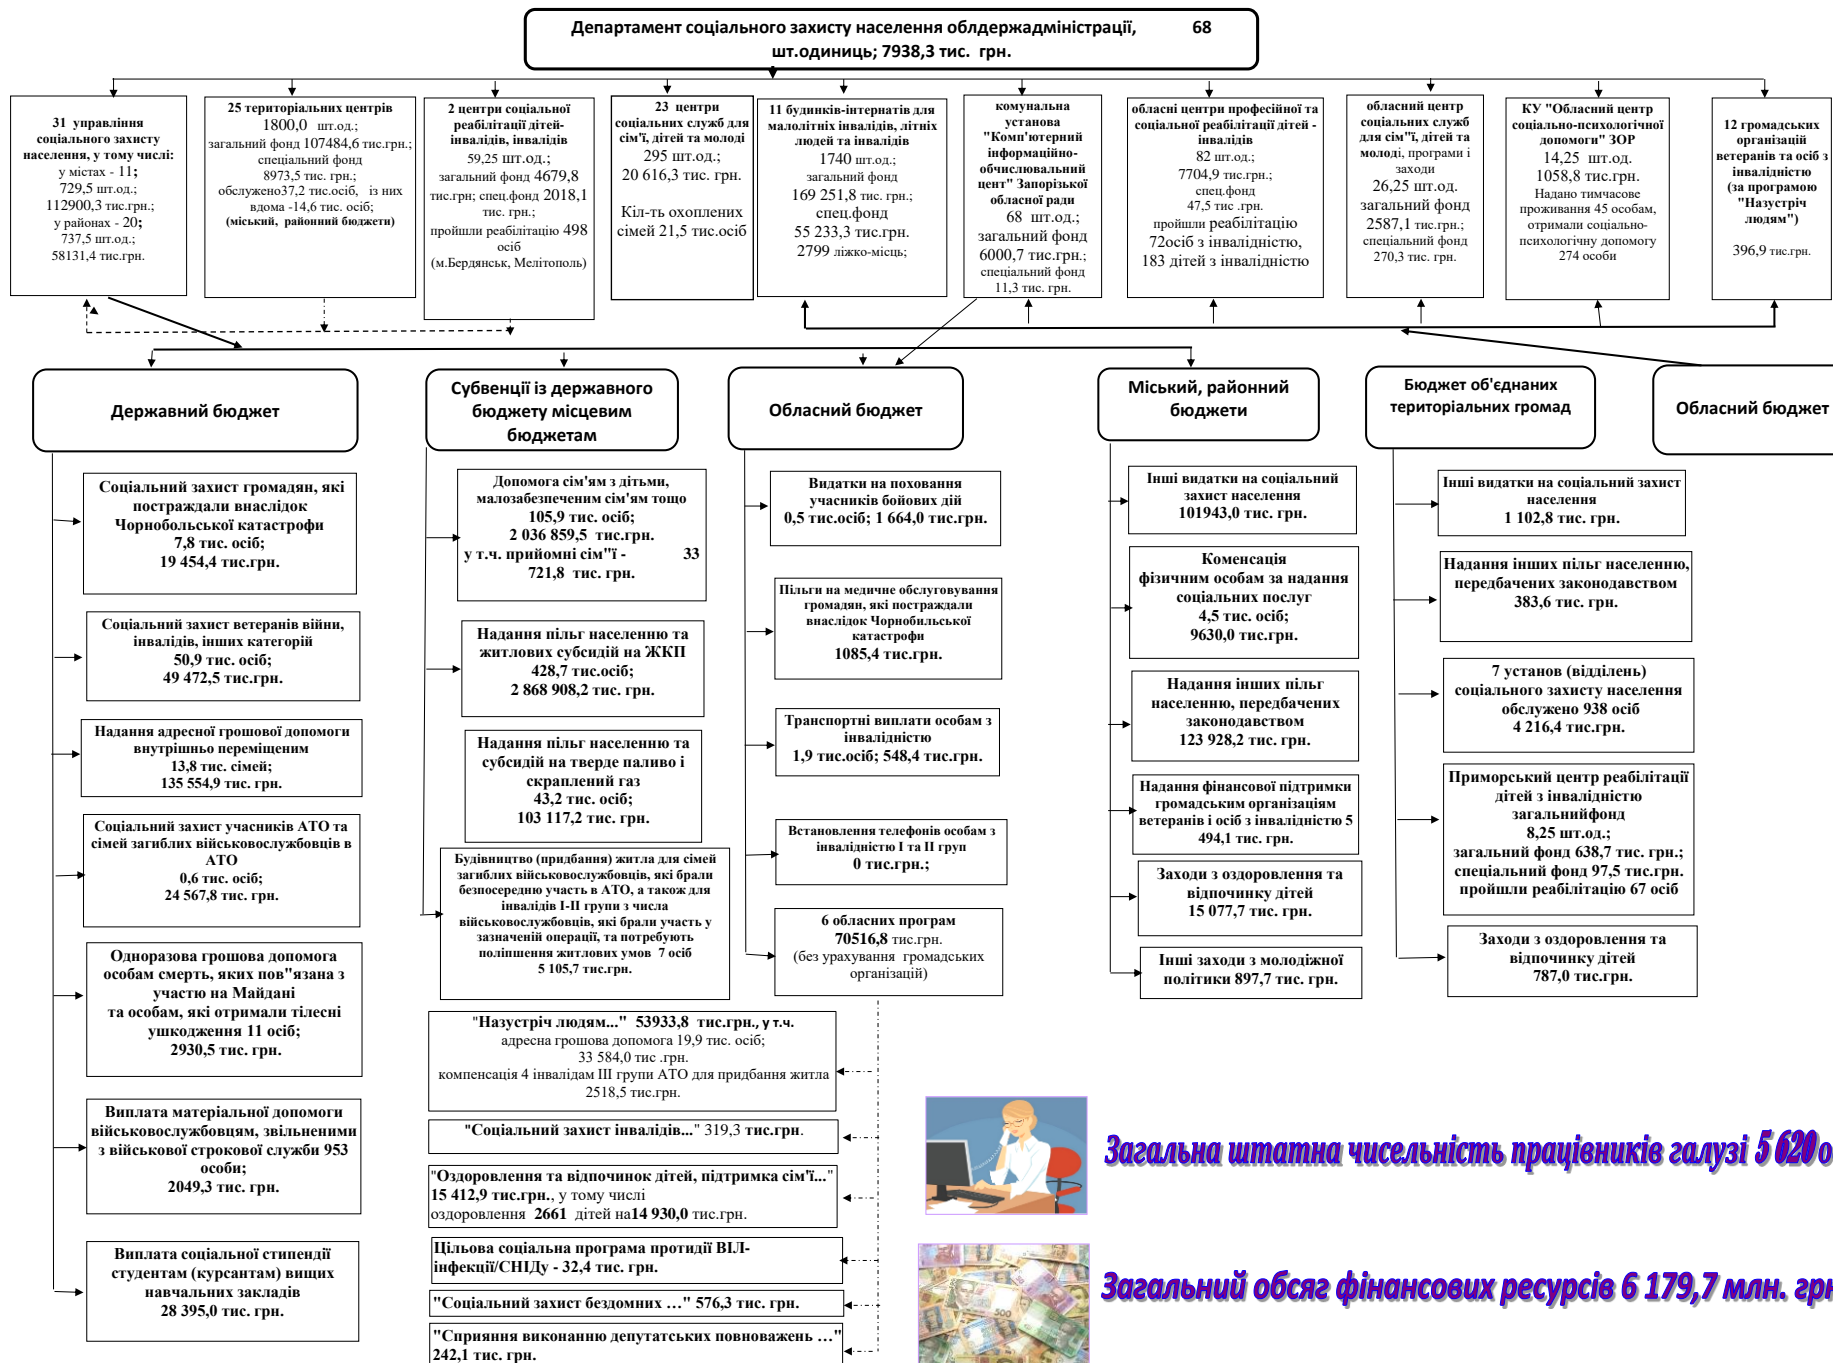 Департамент соціального захисту населення облдержадміністрації, 68
шт.одиниць; 7938,3 тис. грн.
31 управління
соціального захисту
населення, у тому числі:
у містах - 11;
729,5 шт.од.;
112900,3 тис.грн.;
у районах - 20;
737,5 шт.од.;
58131,4 тис.грн.
25 територіальних центрів
1800,0 шт.од.;
загальний фонд 107484,6 тис.грн.;
спеціальний фонд
8973,5 тис. грн.;
обслужено37,2 тис.осіб, із них
вдома -14,6 тис. осіб;
(міський, районний бюджети)
2 центри соціальної
реабілітації дітей-
інвалідів, інвалідів
59,25 шт.од.;
загальний фонд 4679,8
тис.грн; спец.фонд 2018,1
тис. грн.;
пройшли реабілітацію 498
осіб
(м.Бердянськ, Мелітополь)
23 центри
соціальних служб для
сім'ї, дітей та молоді
295 шт.од.;
20 616,3 тис. грн.
Кіл-ть охоплених
сімей 21,5 тис.осіб
11 будинків-інтернатів для
малолітніх інвалідів, літніх
людей та інвалідів
1740 шт.од.;
загальний фонд
169 251,8 тис. грн.;
спец.фонд
55 233,3 тис.грн.
2799 ліжко-місць;
комунальна
установа
"Комп'ютерний
інформаційно-
обчислювальний
цент" Запорізької
обласної ради
68 шт.од.;
загальний фонд
6000,7 тис.грн.;
спеціальний фонд
11,3 тис. грн.
обласні центри професійної та
соціальної реабілітації дітей -
інвалідів
82 шт.од.;
7704,9 тис.грн.;
спец.фонд
47,5 тис .грн.
пройшли реабілітацію
72осіб з інвалідністю,
183 дітей з інвалідністю
обласний центр
соціальних служб
для сім"ї, дітей та
молоді, програми і
заходи
26,25 шт.од.
загальний фонд
2587,1 тис.грн.;
спеціальний фонд
270,3 тис. грн.
КУ "Обласний центр
соціально-психологічної
допомоги" ЗОР
14,25 шт.од.
1058,8 тис. грн.
Надано тимчасове
проживання 45 особам,
отримали соціально-
психологічну допомогу
274 особи
12 громадських
організацій
ветеранів та осіб з
інвалідністю
(за програмою
"Назустріч
людям")
396,9 тис.грн.
Державний бюджет
Субвенції із державного
бюджету місцевим
бюджетам
Обласний бюджет
Міський, районний
бюджети
Бюджет об'єднаних
територіальних громад
Обласний бюджет
Соціальний захист громадян, які
постраждали внаслідок
Чорнобольської катастрофи
7,8 тис. осіб;
19 454,4 тис.грн.
Соціальний захист ветеранів війни,
інвалідів, інших категорій
50,9 тис. осіб;
49 472,5 тис.грн.
Надання адресної грошової допомоги
внутрішньо переміщеним
13,8 тис. сімей;
135 554,9 тис. грн.
Соціальний захист учасників АТО та
сімей загиблих військовослужбовців в
АТО
0,6 тис. осіб;
24 567,8 тис. грн.
Одноразова грошова допомога
особам смерть, яких пов"язана з
участю на Майдані
та особам, які отримали тілесні
ушкодження 11 осіб;
2930,5 тис. грн.
Виплата матеріальної допомоги
військовослужбовцям, звільненими
з військової строкової служби 953
особи;
2049,3 тис. грн.
Виплата соціальної стипендії
студентам (курсантам) вищих
навчальних закладів
28 395,0 тис. грн.
Допомога сім'ям з дітьми,
малозабезпеченим сім'ям тощо
105,9 тис. осіб;
2 036 859,5 тис.грн.
у т.ч. прийомні сім"ї - 33
721,8 тис. грн.
Надання пільг населенню та
житлових субсидій на ЖКП
428,7 тис.осіб;
2 868 908,2 тис. грн.
Надання пільг населенню та
субсидій на тверде паливо і
скраплений газ
43,2 тис. осіб;
103 117,2 тис. грн.
Будівництво (придбання) житла для сімей
загиблих військовослужбовців, які брали
безпосередню участь в АТО, а також для
інвалідів І-ІІ групи з числа
військовослужбовців, які брали участь у
зазначеній операції, та потребують
поліпшення житлових умов 7 осіб
5 105,7 тис.грн.
Видатки на поховання
учасників бойових дій
0,5 тис.осіб; 1 664,0 тис.грн.
Пільги на медичне обслуговування
громадян, які постраждали
внаслідок Чорнобильської
катастрофи
1085,4 тис.грн.
Транспортні виплати особам з
інвалідністю
1,9 тис.осіб; 548,4 тис.грн.
Встановлення телефонів особам з
інвалідністю І та ІІ груп
0 тис.грн.;
6 обласних програм
70516,8 тис.грн.
(без урахування громадських
організацій)
"Назустріч людям..." 53933,8 тис.грн., у т.ч.
адресна грошова допомога 19,9 тис. осіб;
33 584,0 тис .грн.
компенсація 4 інвалідам ІІІ групи АТО для придбання житла
2518,5 тис.грн.
"Соціальний захист інвалідів..." 319,3 тис.грн.
"Оздоровлення та відпочинок дітей, підтримка сім'ї..."
15 412,9 тис.грн., у тому числі
оздоровлення 2661 дітей на14 930,0 тис.грн.
Цільова соціальна програма протидії ВІЛ-
інфекції/СНІДу - 32,4 тис. грн.
"Соціальний захист бездомних ..." 576,3 тис. грн.
"Сприяння виконанню депутатських повноважень ..."
242,1 тис. грн.
Інші видатки на соціальний
захист населення
101943,0 тис. грн.
Коменсація
фізичним особам за надання
соціальних послуг
4,5 тис. осіб;
9630,0 тис.грн.
Надання інших пільг
населенню, передбачених
законодавством
123 928,2 тис. грн.
Надання фінансової підтримки
громадським організаціям
ветеранів і осіб з інвалідністю 5
494,1 тис. грн.
Заходи з оздоровлення та
відпочинку дітей
15 077,7 тис. грн.
Інші заходи з молодіжної
політики 897,7 тис. грн.
Інші видатки на соціальний захист
населення
1 102,8 тис. грн.
Надання інших пільг населенню,
передбачених законодавством
383,6 тис. грн.
7 установ (відділень)
соціального захисту населення
обслужено 938 осіб
4 216,4 тис.грн.
Приморський центр реабілітації
дітей з інвалідністю
загальнийфонд
8,25 шт.од.;
загальний фонд 638,7 тис. грн.;
спеціальний фонд 97,5 тис.грн.
пройшли реабілітацію 67 осіб
Заходи з оздоровлення та
відпочинку дітей
787,0 тис.грн.
Загальна штатна чисельність працівників галузі 5 620 о
Загальний обсяг фінансових ресурсів 6 179,7 млн. грн